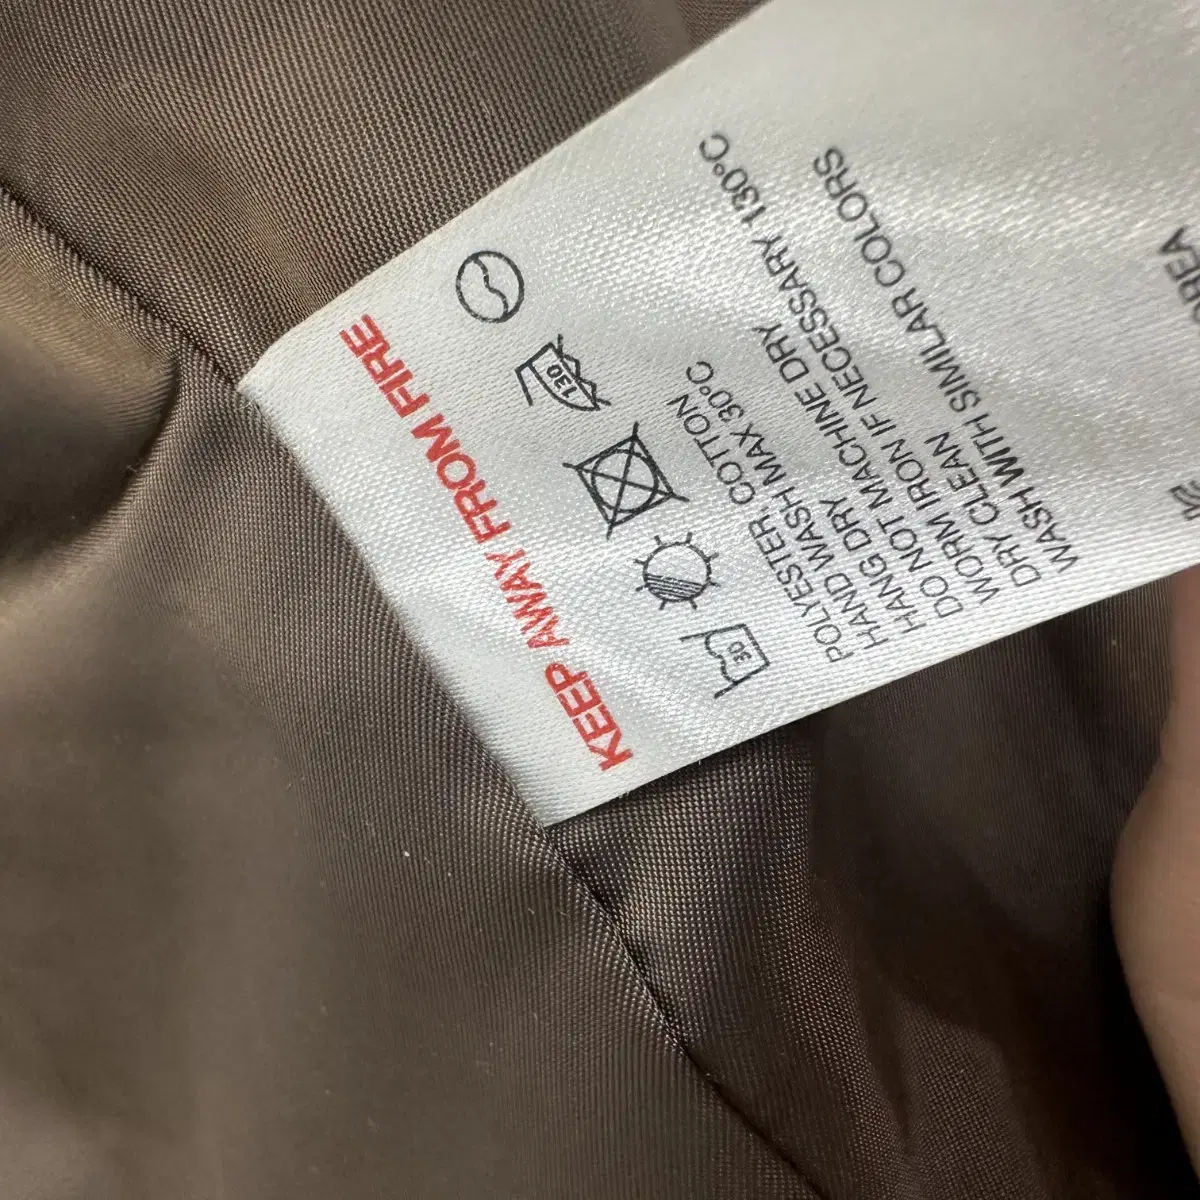 OREA
POLYESTER, COTTON
HAND WASH MAX 30°C
HANG DRY
DO NOT MACHINE DRY
WORM IRON IF NECESSARY 130°C
DRY CLEAN
WASH WITH SIMILAR COLORS
30
130
KEEP AWAY FROM FIRE